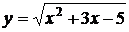 y = √(x² + 3x − 5)